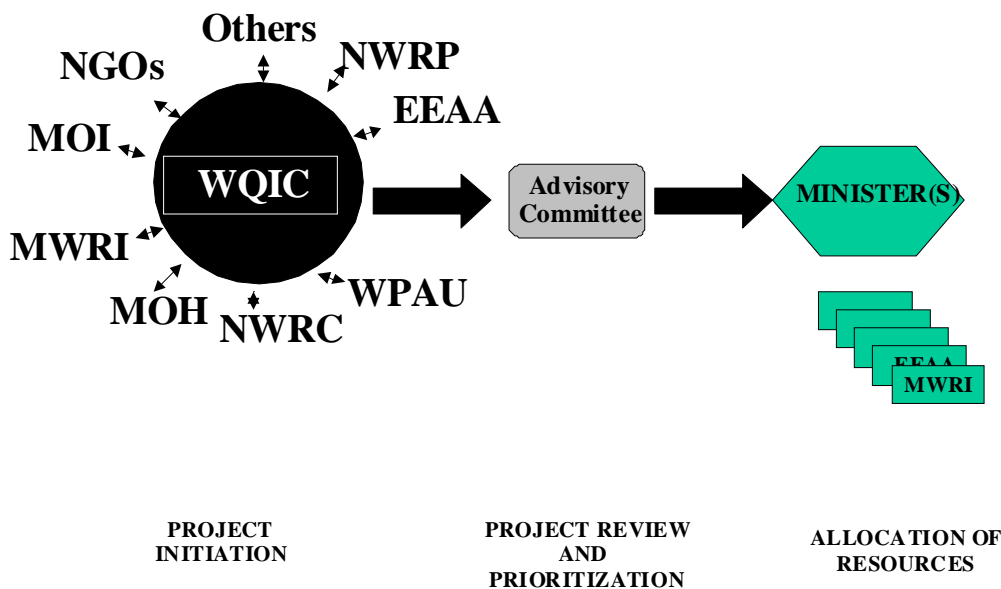 Others
NGOs
NWRP
EEAA
MOI
WQIC
Advisory
Committee
MINISTER(S)
MWRI
WPAU
MOH
NWRC
EEAA
MWRI
PROJECT
INITIATION
PROJECT REVIEW
AND
PRIORITIZATION
ALLOCATION OF
RESOURCES